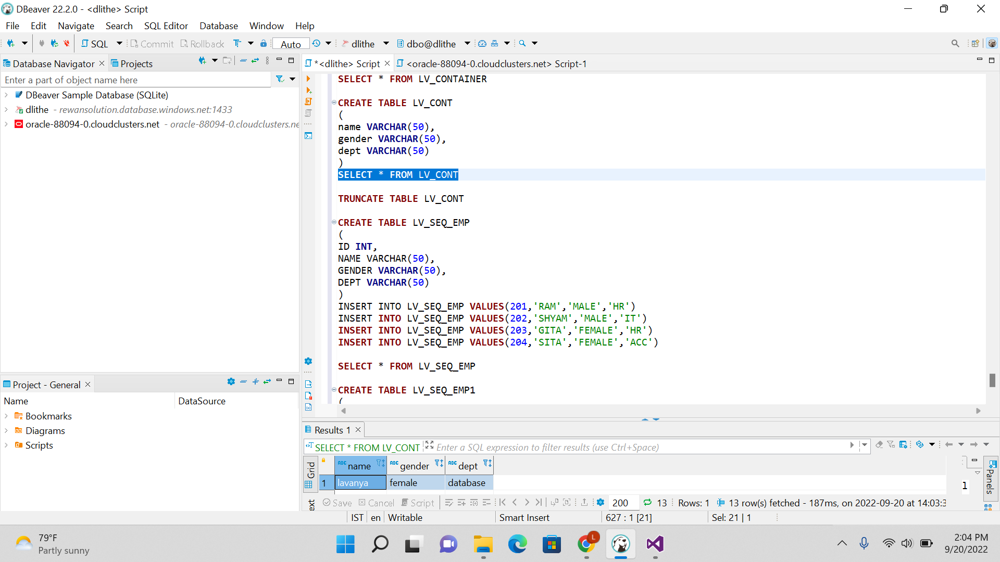 DBeaver 22.2.0 - <dlithe> Script
File Edit Navigate Search SQL Editor Database Window Help
SQL Commit Rollback Auto dlithe dbo@dlithe
Database Navigator Projects
Enter a part of object name here
DBeaver Sample Database (SQLite)
dlithe - rewansolution.database.windows.net:1433
oracle-88094-0.cloudclusters.net - oracle-88094-0.cloudclusters.ne
Project - General
Name DataSource
Bookmarks
Diagrams
Scripts
*<dlithe> Script <oracle-88094-0.cloudclusters.net> Script-1
SELECT * FROM LV_CONTAINER
CREATE TABLE LV_CONT
(
name VARCHAR(50),
gender VARCHAR(50),
dept VARCHAR(50)
)
SELECT * FROM LV_CONT
TRUNCATE TABLE LV_CONT
CREATE TABLE LV_SEQ_EMP
(
ID INT,
NAME VARCHAR(50),
GENDER VARCHAR(50),
DEPT VARCHAR(50)
)
INSERT INTO LV_SEQ_EMP VALUES(201,'RAM','MALE','HR')
INSERT INTO LV_SEQ_EMP VALUES(202,'SHYAM','MALE','IT')
INSERT INTO LV_SEQ_EMP VALUES(203,'GITA','FEMALE','HR')
INSERT INTO LV_SEQ_EMP VALUES(204,'SITA','FEMALE','ACC')
SELECT * FROM LV_SEQ_EMP
CREATE TABLE LV_SEQ_EMP1
(
Results 1
SELECT * FROM LV_CONT Enter a SQL expression to filter results (use Ctrl+Space)
Grid
ABC name ABC gender ABC dept
1 lavanya female database
1
Panels
ext
Save Cancel Script 200 13 Rows: 1 13 row(s) fetched - 187ms, on 2022-09-20 at 14:03:3
IST en Writable Smart Insert 627 : 1 [21] Sel: 21 | 1
79°F
Partly sunny
L
2:04 PM
9/20/2022